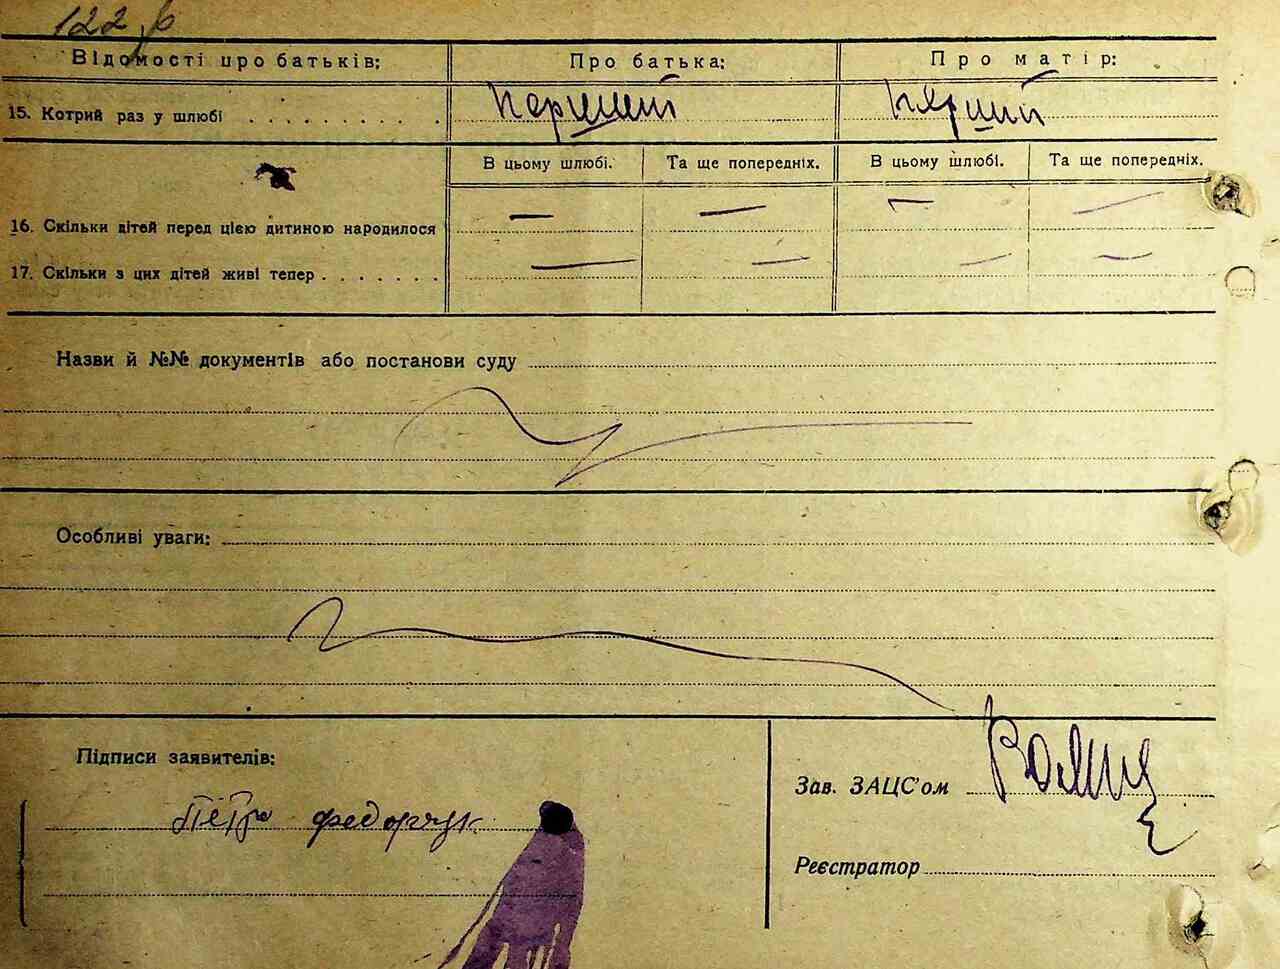 Відомості про батьків: Про батька: Про матір:
15. Котрий раз у шлюбі . . . . . . . . . . Перший Перший
В цьому шлюбі. Та ще попередніх. В цьому шлюбі. Та ще попередніх.
16. Скільки дітей перед цією дитиною народилося — — — —
17. Скільки з цих дітей живі тепер . . . . . . — — — —
Назви й №№ документів або постанови суду
Особливі уваги:
Підписи заявителів:
Зав. ЗАЦС’ом
Петро Федорчук
Реєстратор